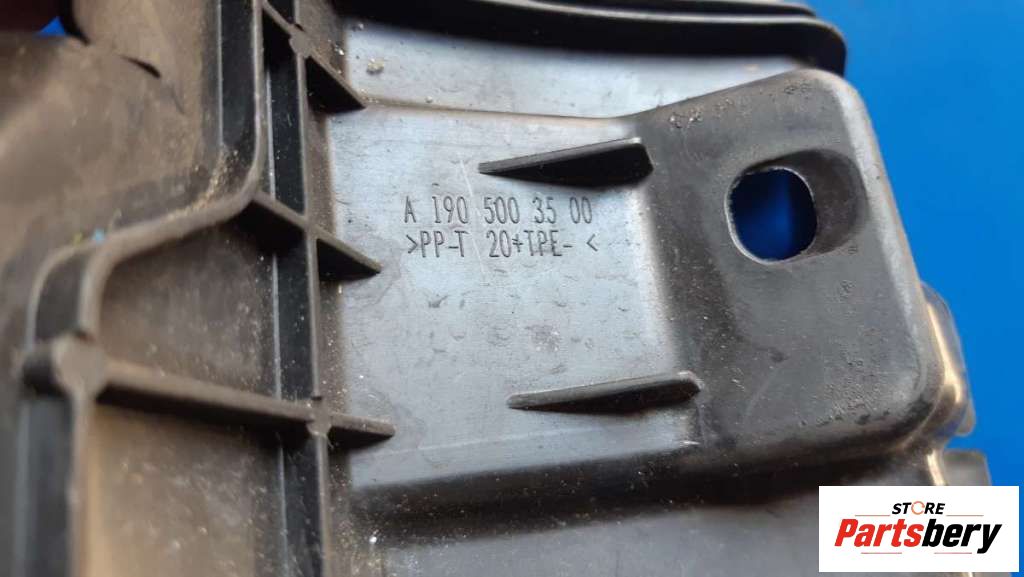 A 190 500 35 00
>PP-T 20+TPE- <
STORE
Partsbery